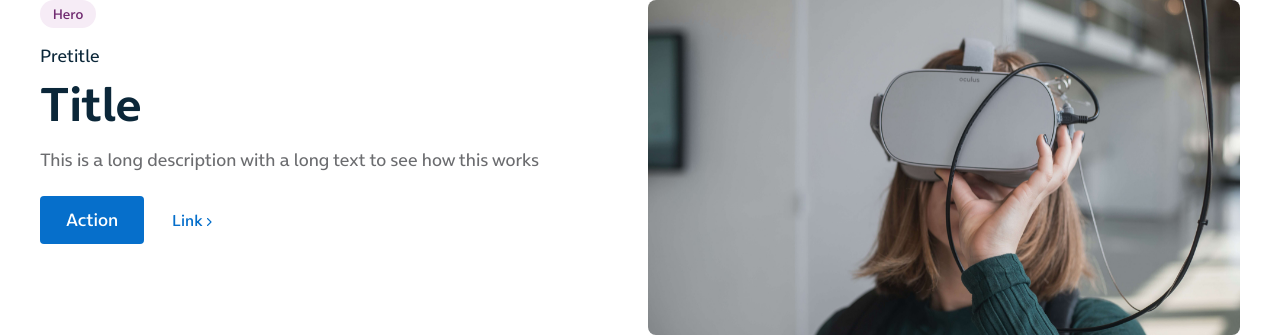 Hero
Pretitle
Title
This is a long description with a long text to see how this works
Action
Link ›
oculus